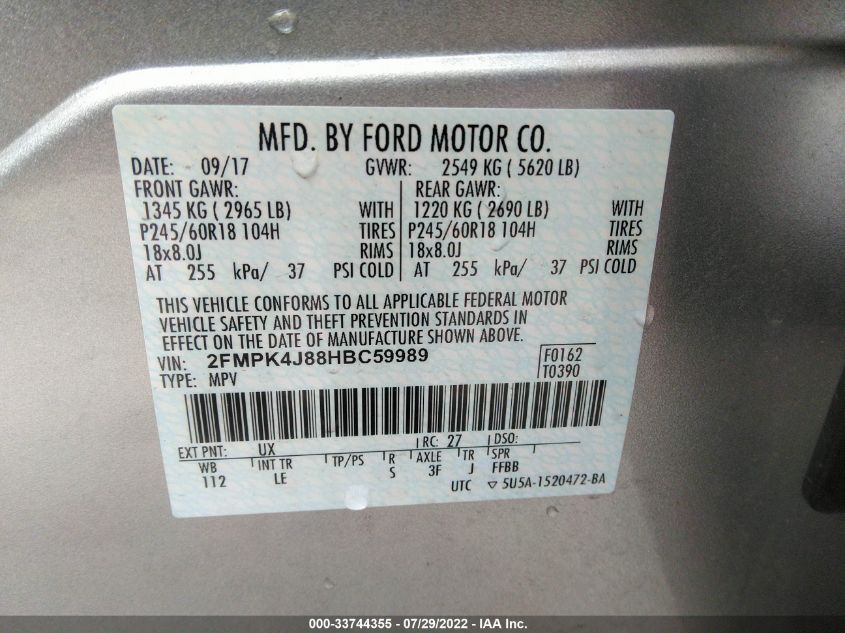 MFD. BY FORD MOTOR CO.
DATE: 09/17 GVWR: 2549 KG ( 5620 LB)
FRONT GAWR: REAR GAWR:
1345 KG ( 2965 LB) WITH 1220 KG ( 2690 LB) WITH
P245/60R18 104H TIRES P245/60R18 104H TIRES
18x8.0J RIMS 18x8.0J RIMS
AT 255 kPa/ 37 PSI COLD AT 255 kPa/ 37 PSI COLD
THIS VEHICLE CONFORMS TO ALL APPLICABLE FEDERAL MOTOR
VEHICLE SAFETY AND THEFT PREVENTION STANDARDS IN
EFFECT ON THE DATE OF MANUFACTURE SHOWN ABOVE.
VIN: 2FMPK4J88HBC59989 F0162
TYPE: MPV T0390
EXT PNT: UX RC: 27 DSO:
WB INT TR TP/PS R AXLE TR SPR
112 LE S 3F J FFBB
UTC ▽ 5U5A-1520472-BA
000-33744355 - 07/29/2022 - IAA Inc.